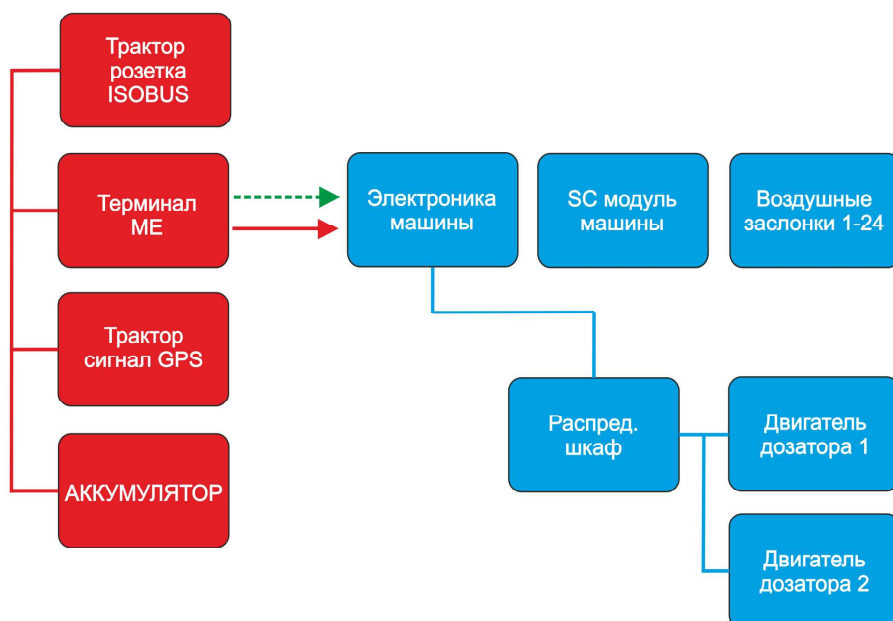 Трактор
розетка
ISOBUS
Терминал
ME
Электроника
машины
SC модуль
машины
Воздушные
заслонки 1-24
Трактор
сигнал GPS
Распред.
шкаф
Двигатель
дозатора 1
АККУМУЛЯТОР
Двигатель
дозатора 2